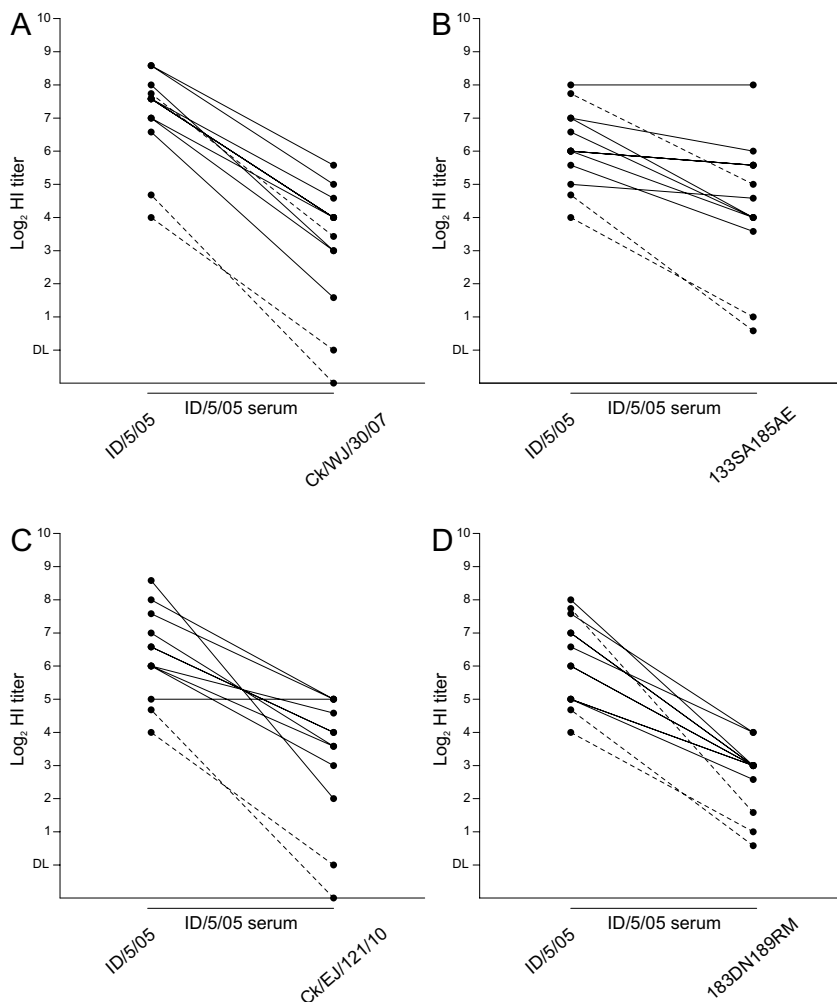 A
10
9
8
7
6
5
4
3
2
1
DL
Log2 HI titer
ID/5/05
ID/5/05 serum
Ck/WJ/30/07
B
10
9
8
7
6
5
4
3
2
1
DL
Log2 HI titer
ID/5/05
ID/5/05 serum
133SA185AE
C
10
9
8
7
6
5
4
3
2
1
DL
Log2 HI titer
ID/5/05
ID/5/05 serum
Ck/EJ/121/10
D
10
9
8
7
6
5
4
3
2
1
DL
Log2 HI titer
ID/5/05
ID/5/05 serum
183DN189RM